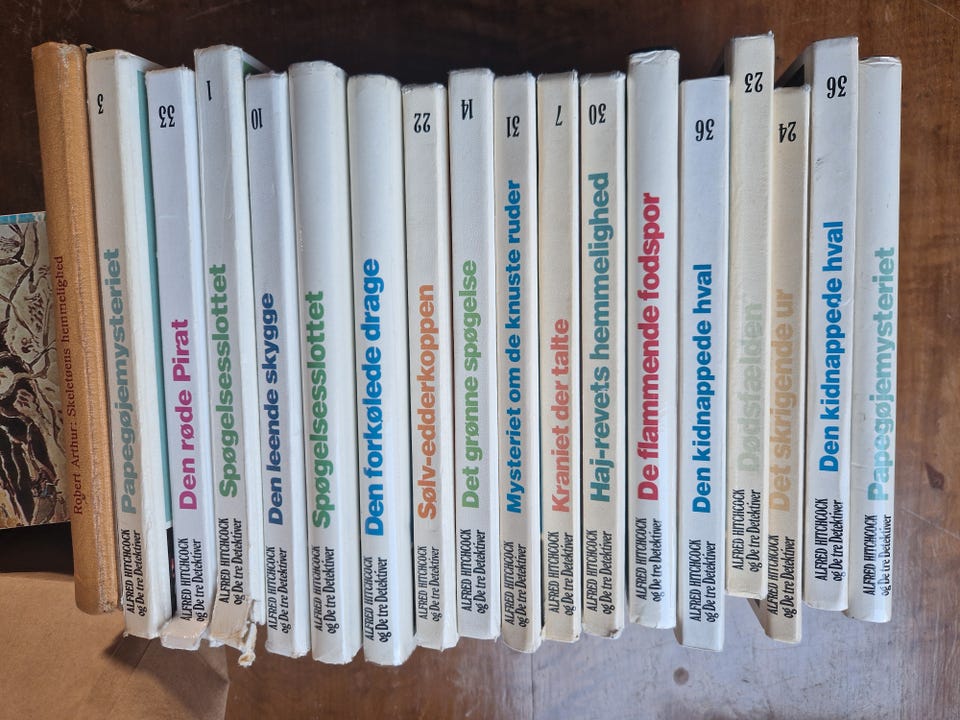 Robert Arthur: Skeletøens hemmelighed
ALFRED HITCHCOCK
og De tre Detektiver
Papegøjemysteriet
3
ALFRED HITCHCOCK
og De tre Detektiver
Den røde Pirat
33
ALFRED HITCHCOCK
og De tre Detektiver
Spøgelsesslottet
1
ALFRED HITCHCOCK
og De tre Detektiver
Den leende skygge
10
ALFRED HITCHCOCK
og De tre Detektiver
Spøgelsesslottet
ALFRED HITCHCOCK
og De tre Detektiver
Den forkølede drage
ALFRED HITCHCOCK
og De tre Detektiver
Sølv-edderkoppen
22
ALFRED HITCHCOCK
og De tre Detektiver
Det grønne spøgelse
14
ALFRED HITCHCOCK
og De tre Detektiver
Mysteriet om de knuste ruder
31
ALFRED HITCHCOCK
og De tre Detektiver
Kraniet der talte
7
ALFRED HITCHCOCK
og De tre Detektiver
Haj-revets hemmelighed
30
ALFRED HITCHCOCK
og De tre Detektiver
De flammende fodspor
ALFRED HITCHCOCK
og De tre Detektiver
Den kidnappede hval
36
ALFRED HITCHCOCK
og De tre Detektiver
Dødsfælden
23
ALFRED HITCHCOCK
og De tre Detektiver
Det skrigende ur
24
ALFRED HITCHCOCK
og De tre Detektiver
Den kidnappede hval
36
ALFRED HITCHCOCK
og De tre Detektiver
Papegøjemysteriet